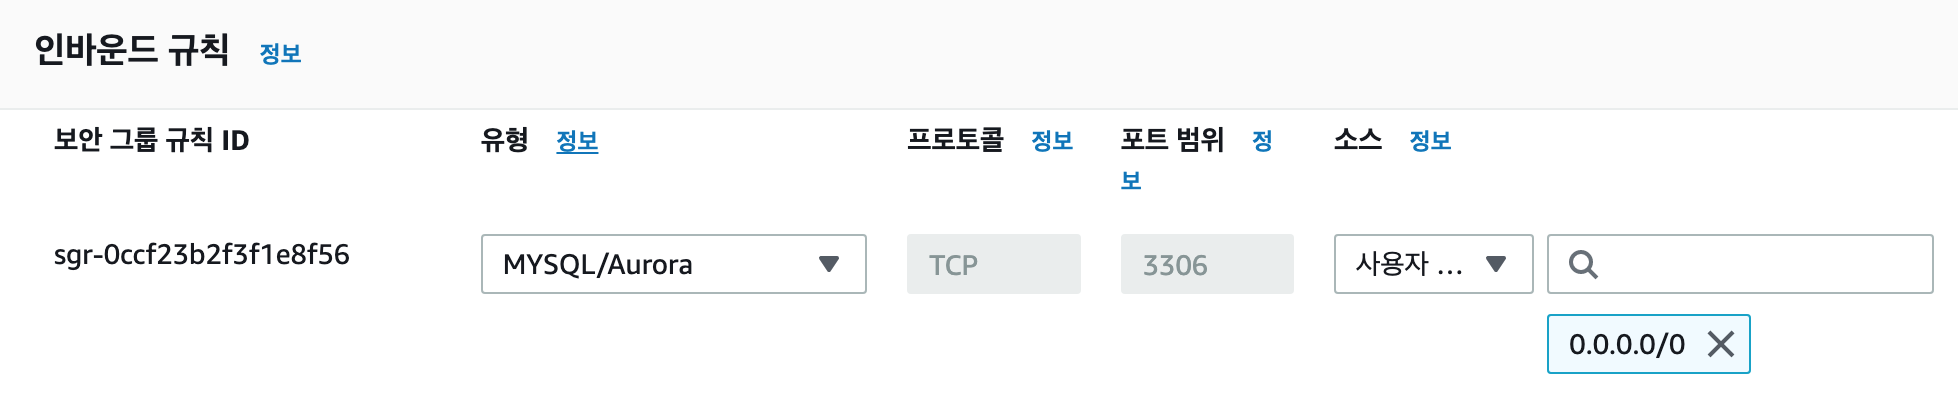 인바운드 규칙 정보
보안 그룹 규칙 ID 유형 정보 프로토콜 정보 포트 범위 정
보 소스 정보
sgr-0ccf23b2f3f1e8f56 MYSQL/Aurora TCP 3306 사용자 ...
0.0.0.0/0